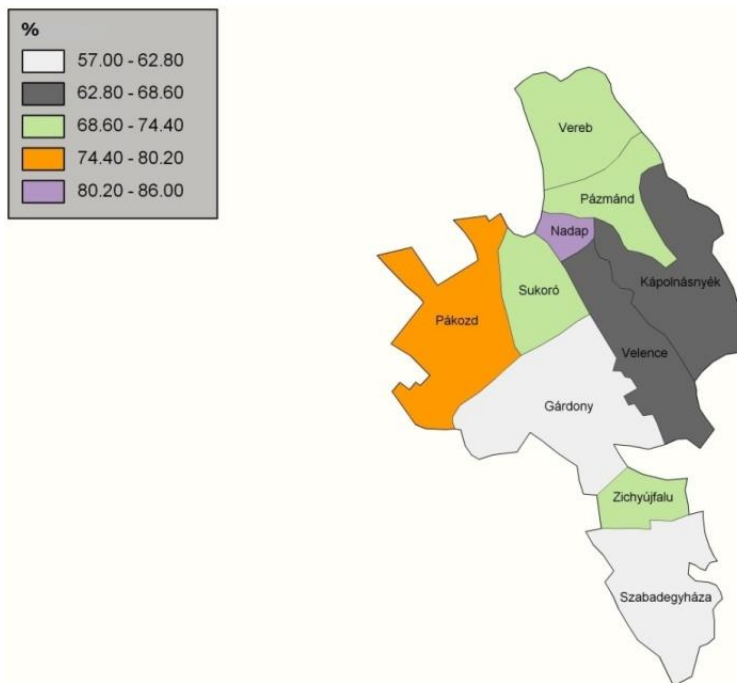 %
57.00 - 62.80
62.80 - 68.60
68.60 - 74.40
74.40 - 80.20
80.20 - 86.00
Vereb
Pázmánd
Nadap
Kápolnásnyék
Sukoró
Pákozd
Velence
Gárdony
Zichyújfalu
Szabadegyháza